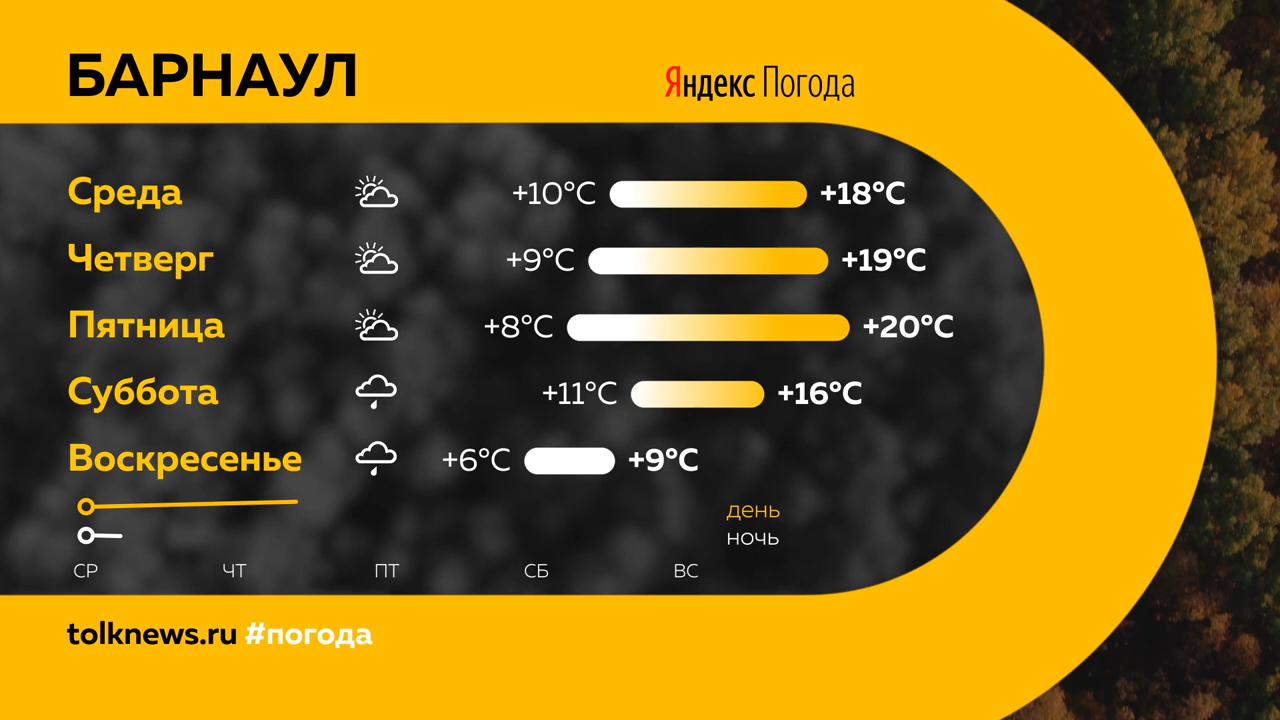 БАРНАУЛ
Яндекс Погода
Среда +10°C +18°C
Четверг +9°C +19°C
Пятница +8°C +20°C
Суббота +11°C +16°C
Воскресенье +6°C +9°C
день
ночь
СР ЧТ ПТ СБ ВС
tolknews.ru #погода